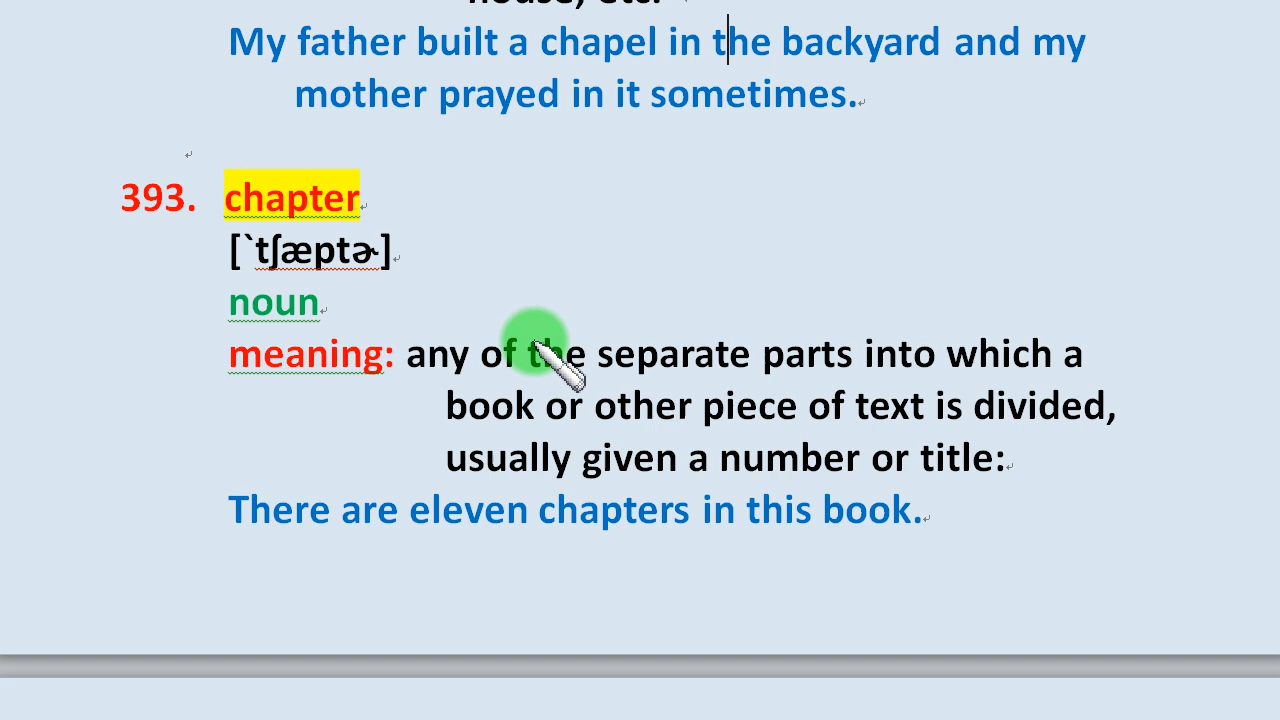 house, etc.
My father built a chapel in the backyard and my
mother prayed in it sometimes.
393. chapter
[`tʃæptɚ]
noun
meaning: any of the separate parts into which a
book or other piece of text is divided,
usually given a number or title:
There are eleven chapters in this book.